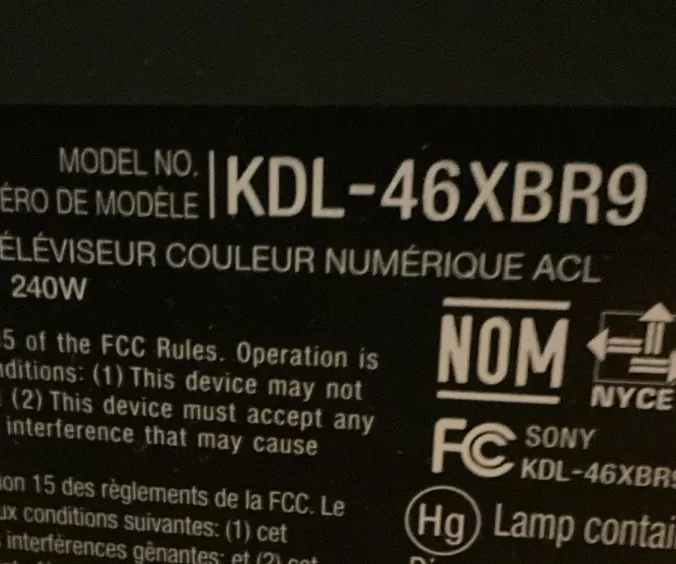 MODEL NO.
ÉRO DE MODÈLE
KDL-46XBR9
ÉLÉVISEUR COULEUR NUMÉRIQUE ACL
240W
5 of the FCC Rules. Operation is
nditions: (1) This device may not
(2) This device must accept any
interference that may cause
NOM
NYCE
FC
SONY
KDL-46XBR9
ion 15 des règlements de la FCC. Le
ux conditions suivantes: (1) cet
interférences gênantes; et (2) cet
Hg
Lamp contai